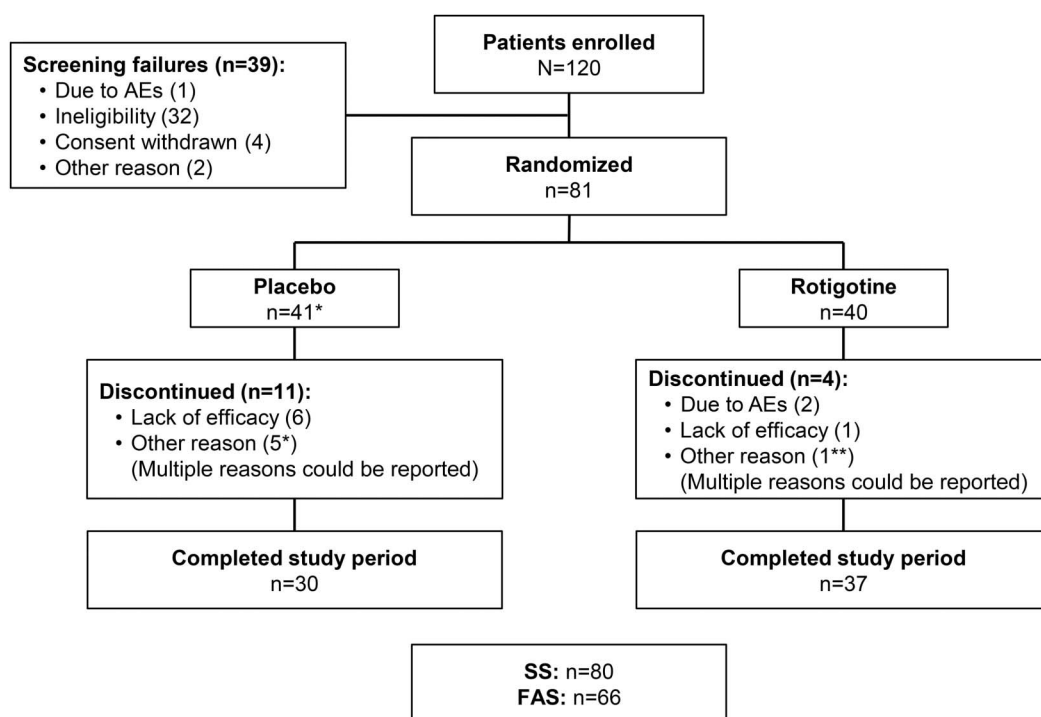 Patients enrolled
N=120
Screening failures (n=39):
• Due to AEs (1)
• Ineligibility (32)
• Consent withdrawn (4)
• Other reason (2)
Randomized
n=81
Placebo
n=41*
Rotigotine
n=40
Discontinued (n=11):
• Lack of efficacy (6)
• Other reason (5*)
(Multiple reasons could be reported)
Discontinued (n=4):
• Due to AEs (2)
• Lack of efficacy (1)
• Other reason (1**)
(Multiple reasons could be reported)
Completed study period
n=30
Completed study period
n=37
SS: n=80
FAS: n=66